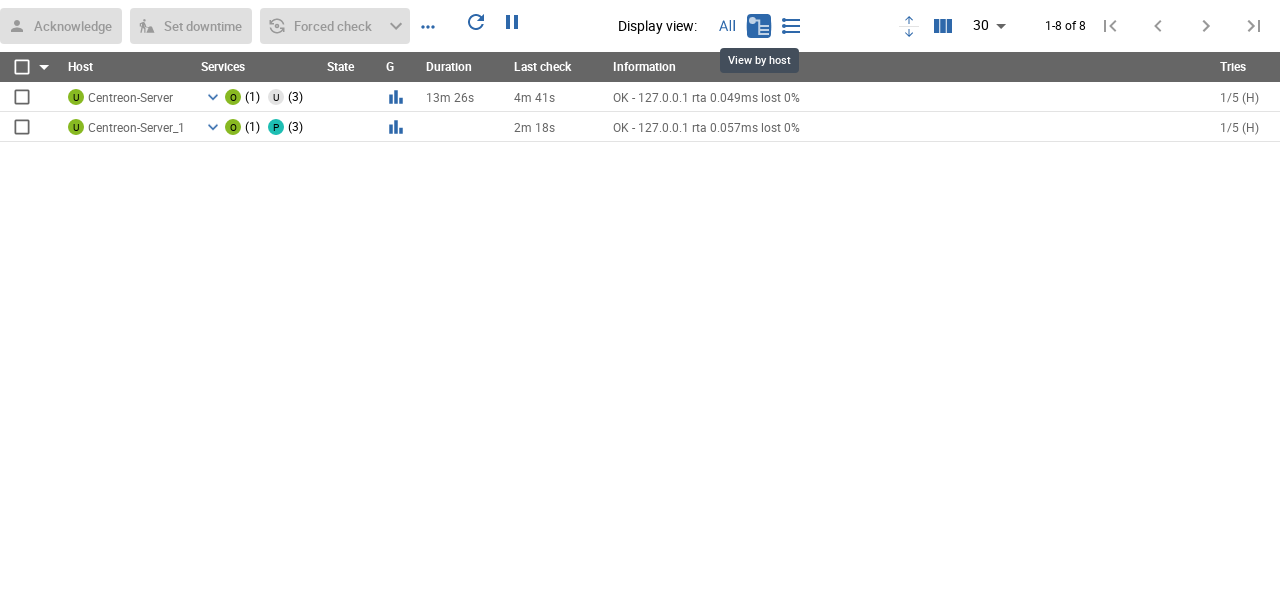 Acknowledge Set downtime Forced check Display view: All 30 1-8 of 8
View by host
Host Services State G Duration Last check Information Tries
U Centreon-Server O (1) U (3) 13m 26s 4m 41s OK - 127.0.0.1 rta 0.049ms lost 0% 1/5 (H)
U Centreon-Server_1 O (1) P (3) 2m 18s OK - 127.0.0.1 rta 0.057ms lost 0% 1/5 (H)